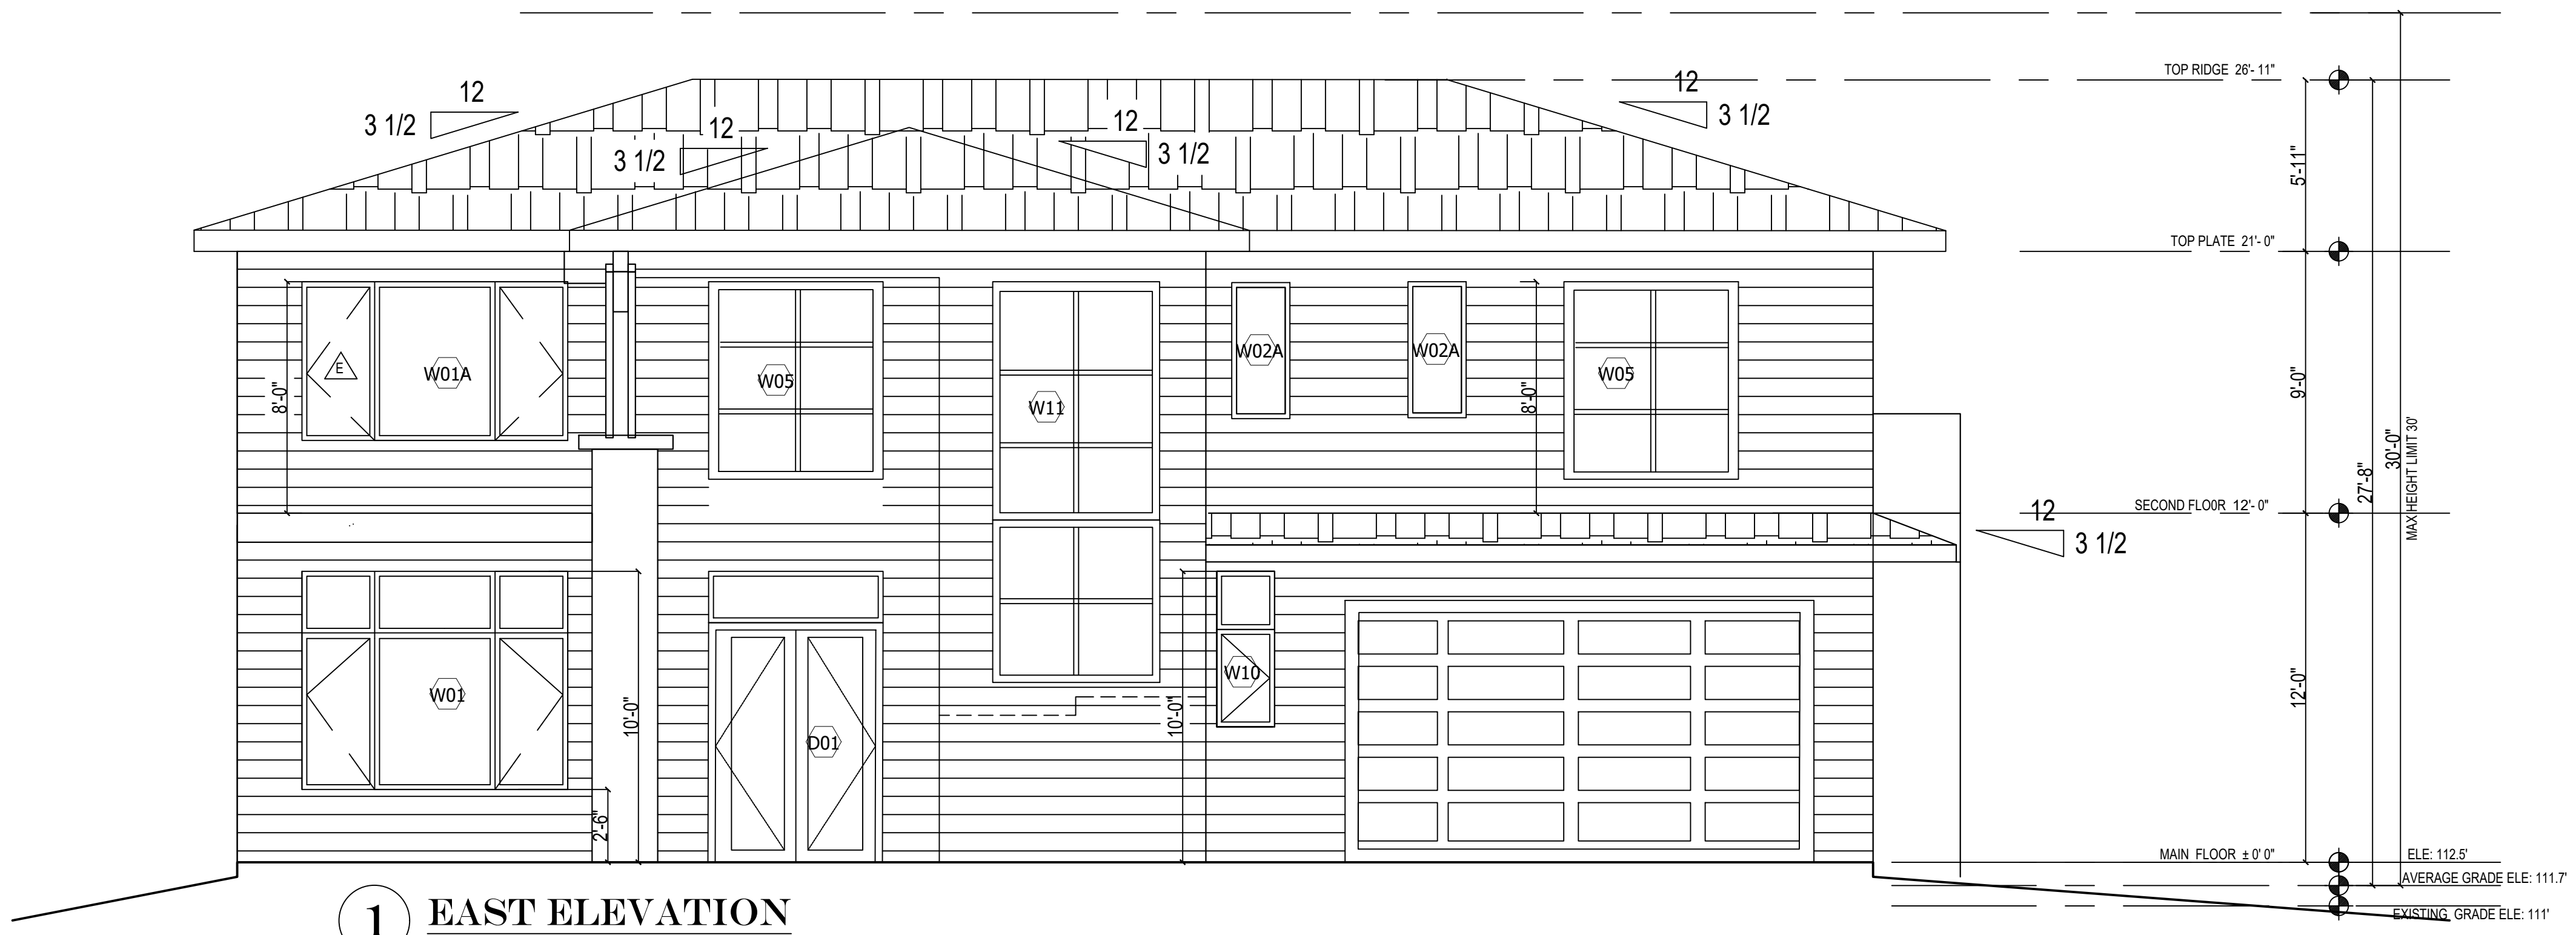 TOP RIDGE 26'- 11"
12
3 1/2
12
3 1/2
12
3 1/2
12
3 1/2
5'-11"
TOP PLATE 21'- 0"
W01A
E
W05
W11
W02A
W02A
W05
8'-0"
8'-0"
9'-0"
30'-0"
MAX HEIGHT LIMIT 30'
27'-8"
SECOND FLOOR 12'- 0"
12
3 1/2
W01
D01
W10
10'-0"
10'-0"
2'-6"
12'-0"
MAIN FLOOR ± 0' 0"
ELE: 112.5'
AVERAGE GRADE ELE: 111.7'
EXISTING GRADE ELE: 111'
1
EAST ELEVATION